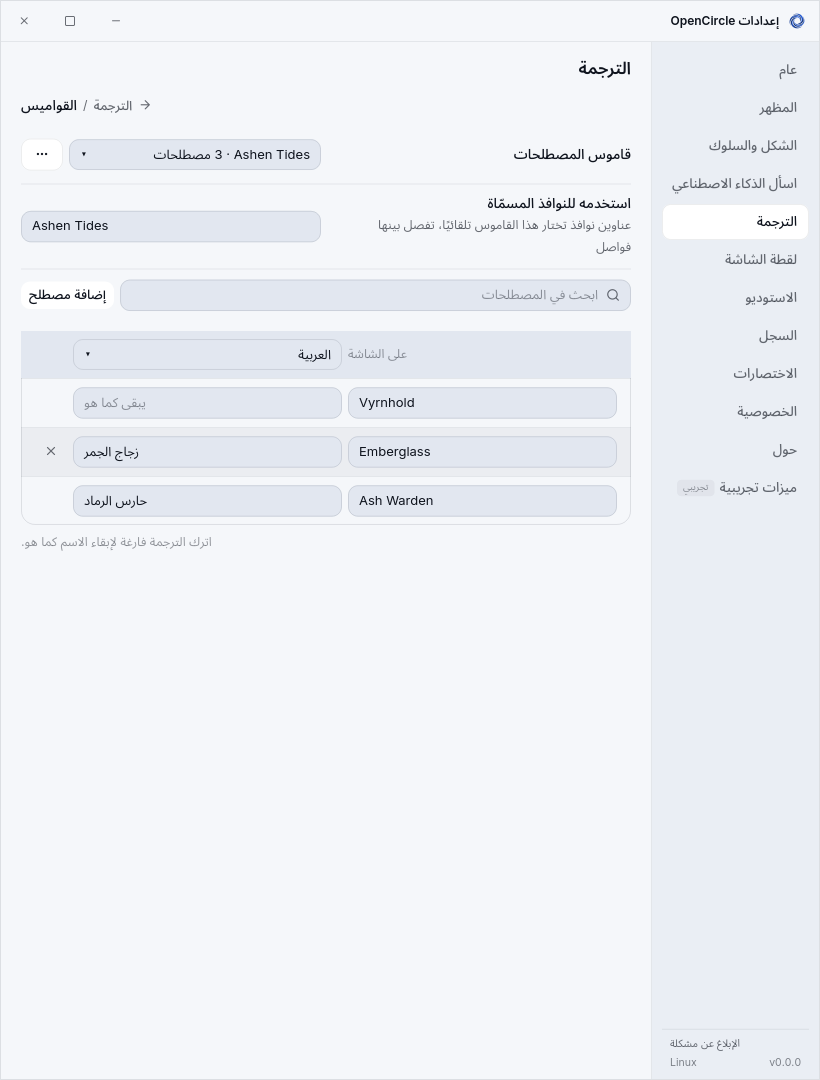 إعدادات OpenCircle
عام
المظهر
الشكل والسلوك
اسأل الذكاء الاصطناعي
الترجمة
لقطة الشاشة
الاستوديو
السجل
الاختصارات
الخصوصية
حول
ميزات تجريبية تجريبي
الإبلاغ عن مشكلة
v0.0.0 Linux
الترجمة
الترجمة / القواميس
قاموس المصطلحات
Ashen Tides · 3 مصطلحات
استخدمه للنوافذ المسمّاة
عناوين نوافذ تختار هذا القاموس تلقائيًا، تفصل بينها
فواصل
Ashen Tides
ابحث في المصطلحات
إضافة مصطلح
على الشاشة
العربية
Vyrnhold
يبقى كما هو
Emberglass
زجاج الجمر
Ash Warden
حارس الرماد
اترك الترجمة فارغة لإبقاء الاسم كما هو.